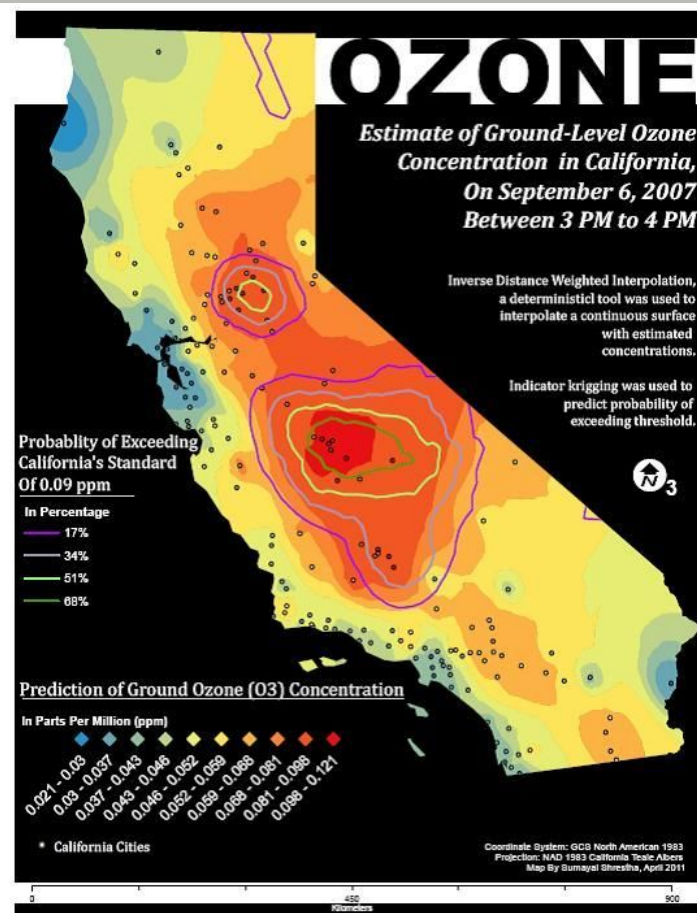 OZONE
Estimate of Ground-Level Ozone
Concentration in California,
On September 6, 2007
Between 3 PM to 4 PM
Inverse Distance Weighted Interpolation,
a deterministicl tool was used to
interpolate a continuous surface
with estimated
concentrations.
Indicator krigging was used to
predict probability of
exceeding threshold.
N
3
Probablity of Exceeding
California's Standard
Of 0.09 ppm
In Percentage
17%
34%
51%
68%
Prediction of Ground Ozone (O3) Concentration
In Parts Per Million (ppm)
0.021 - 0.03
0.03 - 0.037
0.037 - 0.043
0.043 - 0.046
0.046 - 0.052
0.052 - 0.059
0.059 - 0.068
0.068 - 0.081
0.081 - 0.098
0.098 - 0.121
* California Cities
Coordinate System: GCS North American 1983
Projection: NAD 1983 California Teale Albers
Map By Sumayal Shrestha, April 2011
0 450 900
Kilometers